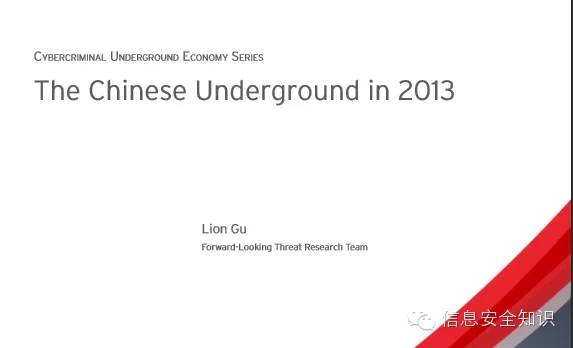 Cybercriminal Underground Economy Series
The Chinese Underground in 2013
Lion Gu
Forward-Looking Threat Research Team
信息安全知识